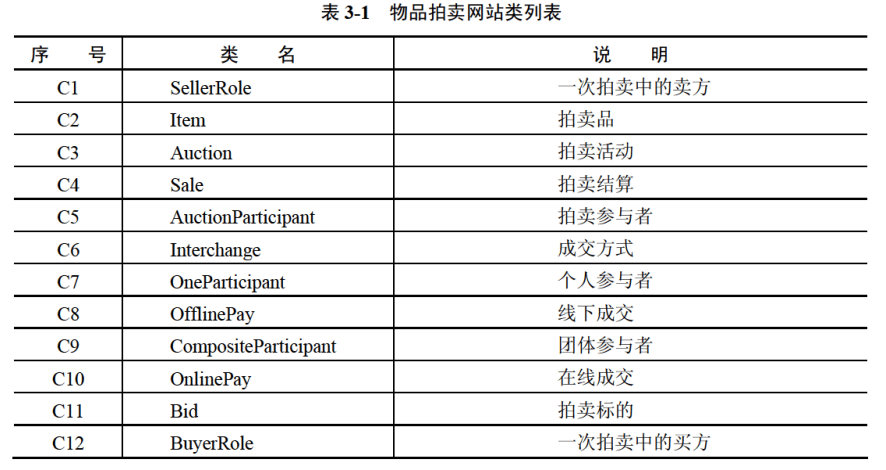 表 3-1 物品拍卖网站类列表
序 号 类 名 说 明
C1 SellerRole 一次拍卖中的卖方
C2 Item 拍卖品
C3 Auction 拍卖活动
C4 Sale 拍卖结算
C5 AuctionParticipant 拍卖参与者
C6 Interchange 成交方式
C7 OneParticipant 个人参与者
C8 OfflinePay 线下成交
C9 CompositeParticipant 团体参与者
C10 OnlinePay 在线成交
C11 Bid 拍卖标的
C12 BuyerRole 一次拍卖中的买方